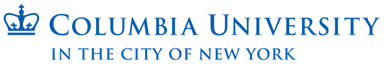 COLUMBIA UNIVERSITY
IN THE CITY OF NEW YORK